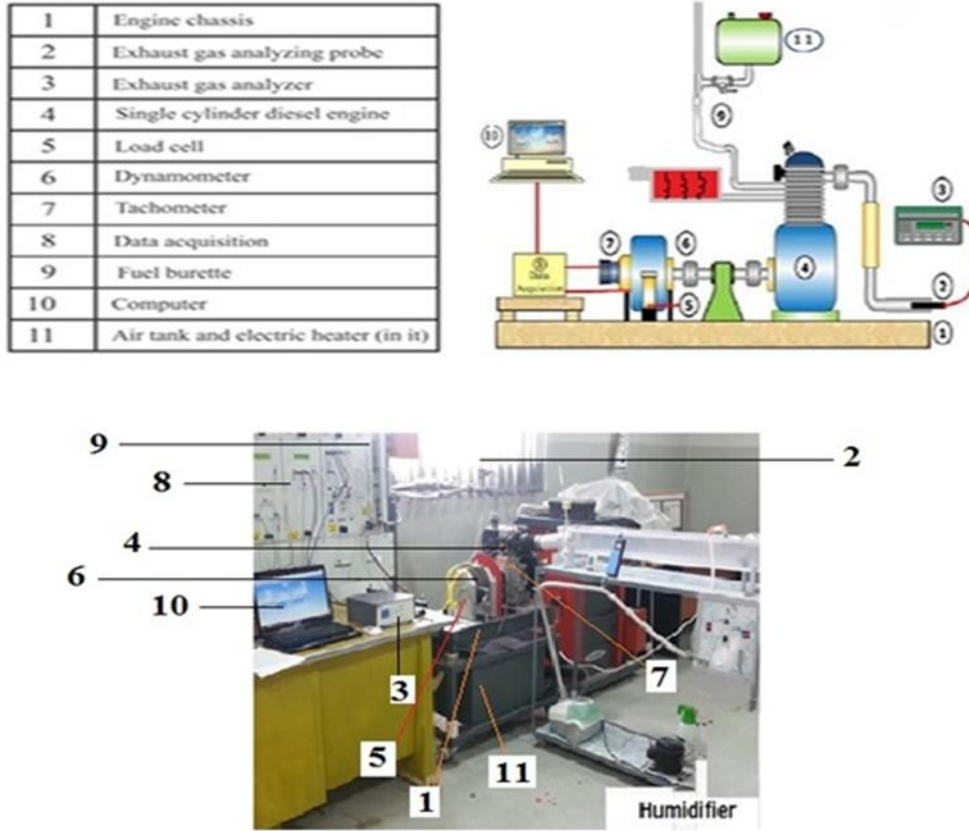 1 Engine chassis
2 Exhaust gas analyzing probe
3 Exhaust gas analyzer
4 Single cylinder diesel engine
5 Load cell
6 Dynamometer
7 Tachometer
8 Data acquisition
9 Fuel burette
10 Computer
11 Air tank and electric heater (in it)
11
9
10
3
7
6
Data
Acquisition
4
5
2
1
9
2
8
4
6
10
3
7
5
11
1
Humidifier